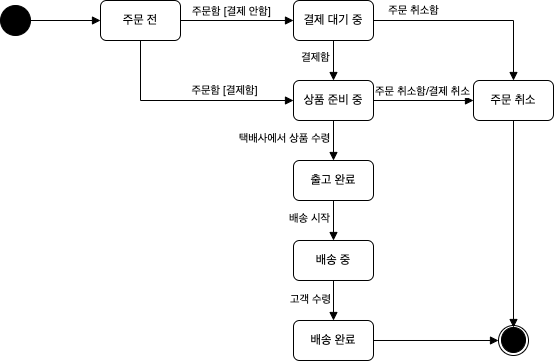 주문 전
주문함 [결제 안함]
결제 대기 중
주문 취소함
결제함
주문함 [결제함]
상품 준비 중
주문 취소함/결제 취소
주문 취소
택배사에서 상품 수령
출고 완료
배송 시작
배송 중
고객 수령
배송 완료